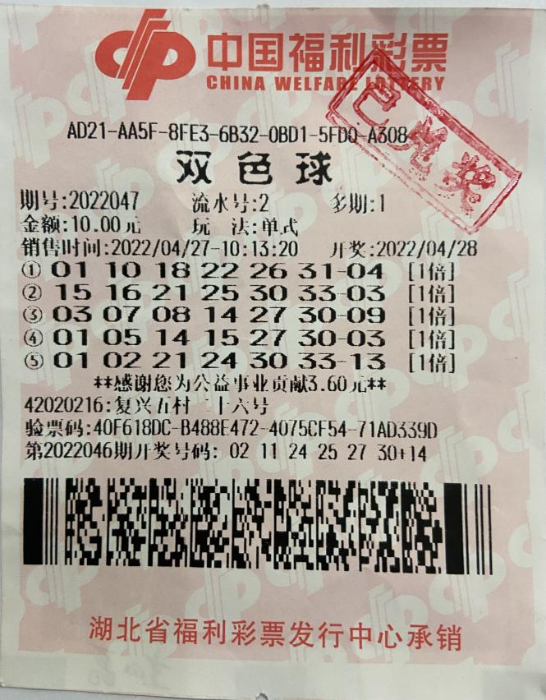 中国福利彩票
CHINA WELFARE LOTTERY
已兑奖
AD21-AA5F-8FE3-6B32-0BD1-5FD0-A308
双色球
期号:2022047 流水号:2 多期:1
金额:10.00元 玩 法:单式
销售时间:2022/04/27-10:13:20 开奖:2022/04/28
① 01 10 18 22 26 31-04 [1倍]
② 15 16 21 25 30 33-03 [1倍]
③ 03 07 08 14 27 30-09 [1倍]
④ 01 05 14 15 27 30-03 [1倍]
⑤ 01 02 21 24 30 33-13 [1倍]
**感谢您为公益事业贡献3.60元**
42020216:复兴五村二十六号
验票码:40F618DC-B488E472-4075CF54-71AD339D
第2022046期开奖号码: 02 11 24 25 27 30+14
湖北省福利彩票发行中心承销